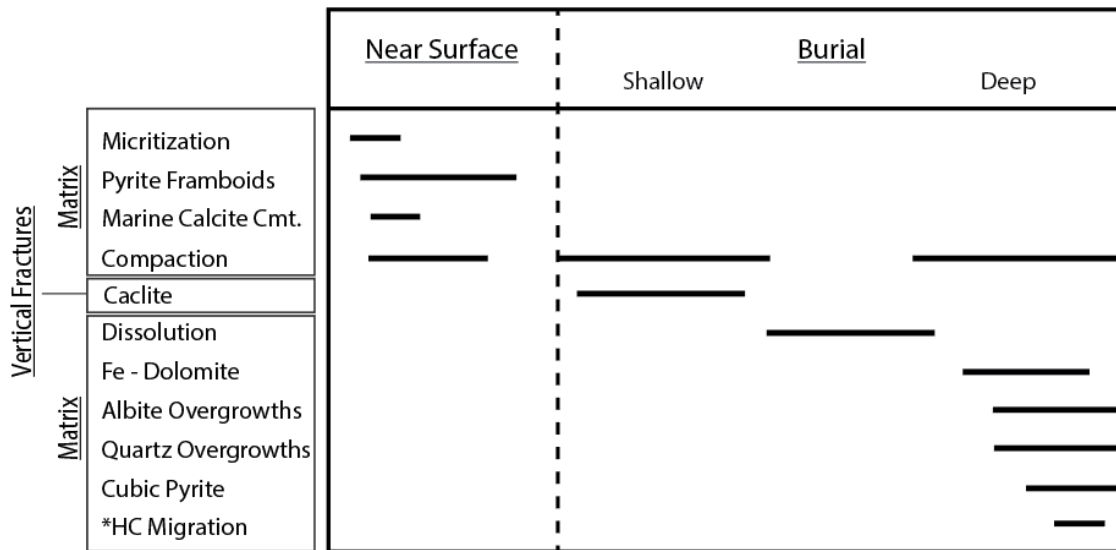 Near Surface
Burial
Shallow
Deep
Vertical Fractures
Matrix
Micritization
Pyrite Framboids
Marine Calcite Cmt.
Compaction
Caclite
Matrix
Dissolution
Fe - Dolomite
Albite Overgrowths
Quartz Overgrowths
Cubic Pyrite
*HC Migration